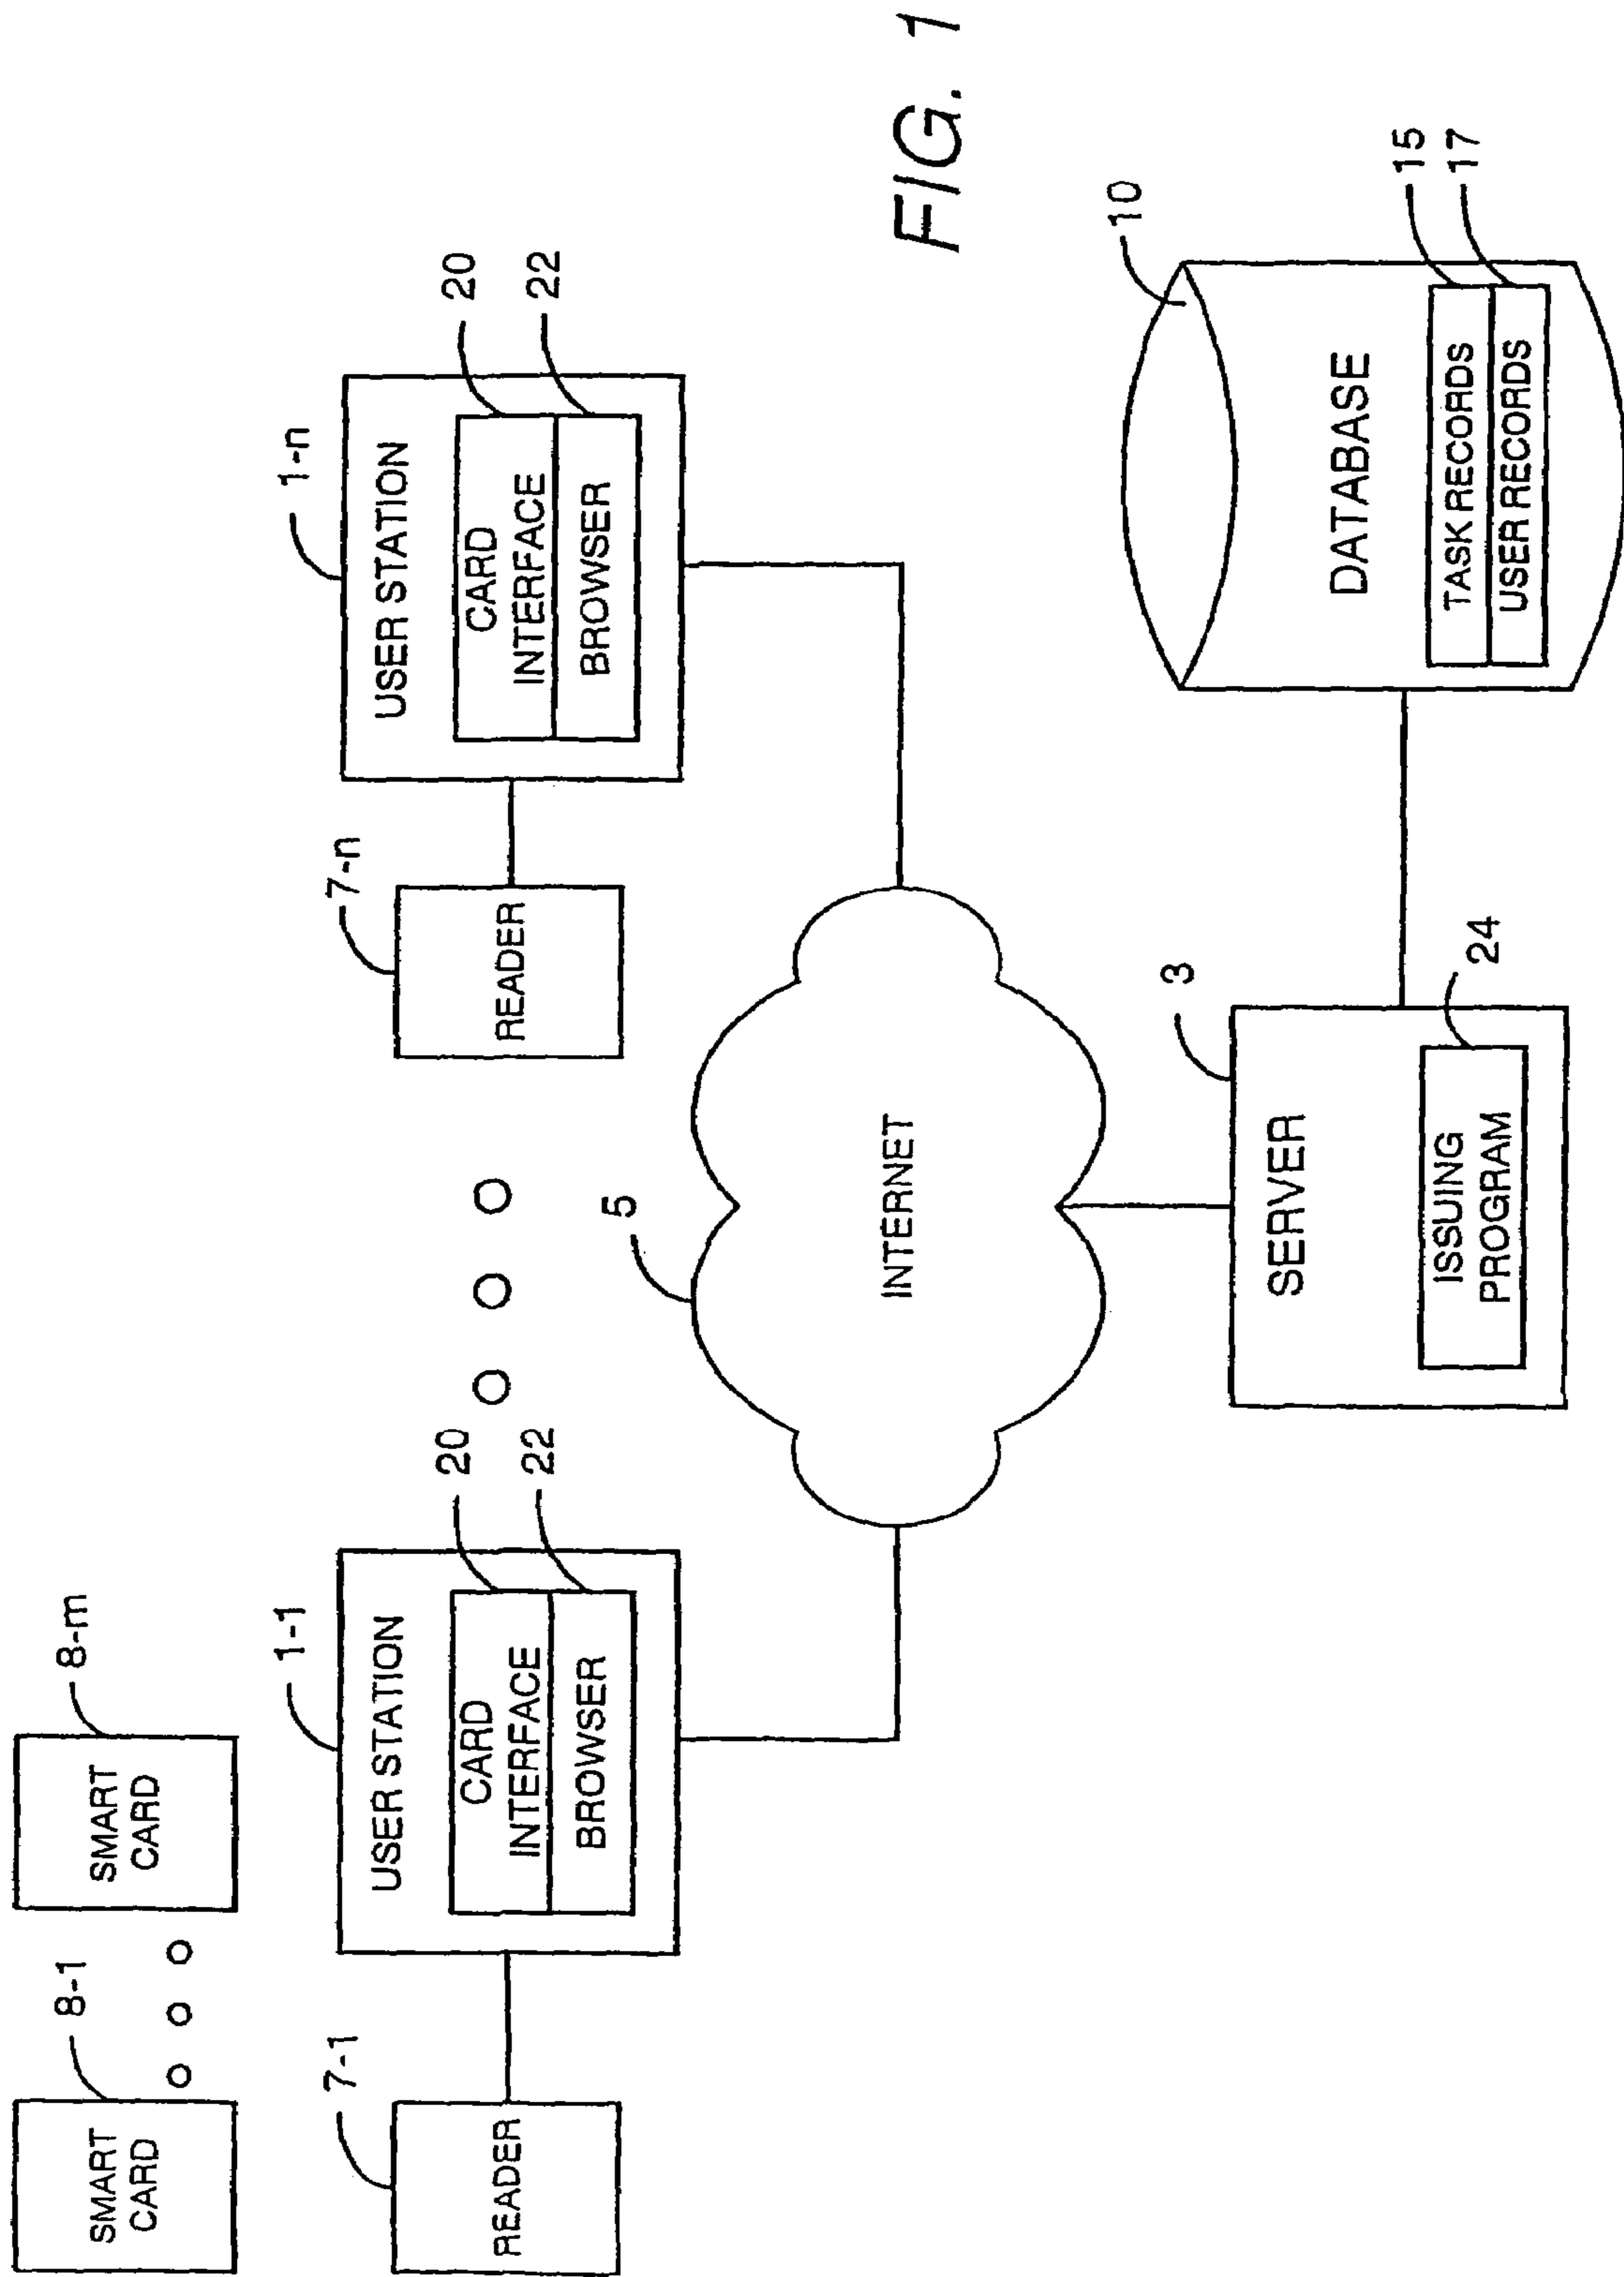 8-1
8-m
SMART
CARD
SMART
CARD
7-1
READER
1-1
USER STATION
CARD
INTERFACE
BROWSER
20
22
7-n
READER
1-n
USER STATION
CARD
INTERFACE
BROWSER
20
22
5
INTERNET
FIG. 1
3
SERVER
ISSUING
PROGRAM
24
10
DATABASE
TASK RECORDS
USER RECORDS
15
17